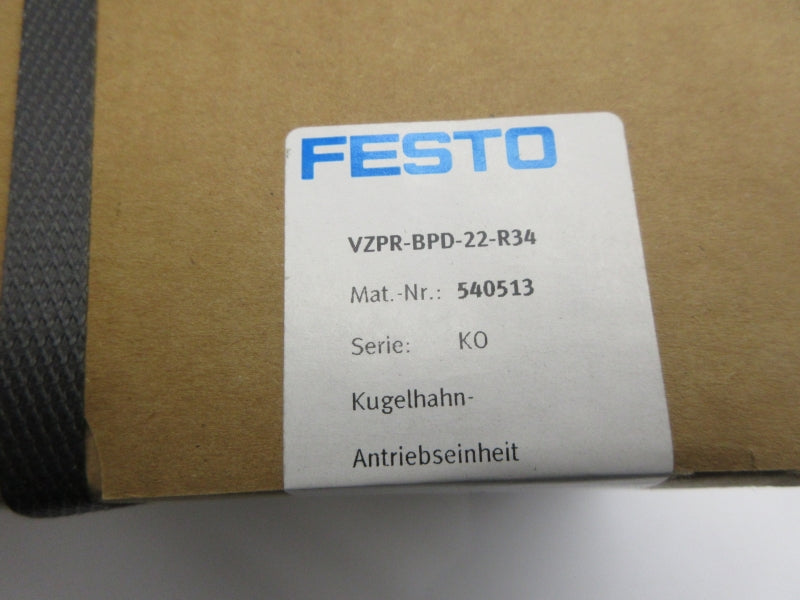 FESTO
VZPR-BPD-22-R34
Mat.-Nr.: 540513
Serie: KO
Kugelhahn-
Antriebseinheit